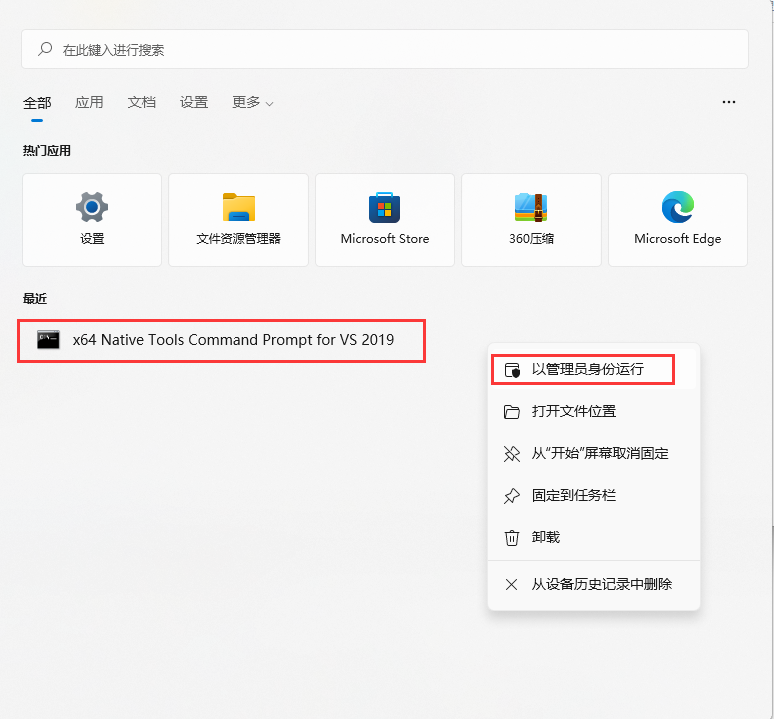 在此键入进行搜索
全部 应用 文档 设置 更多
热门应用
设置 文件资源管理器 Microsoft Store 360压缩 Microsoft Edge
最近
x64 Native Tools Command Prompt for VS 2019
以管理员身份运行
打开文件位置
从“开始”屏幕取消固定
固定到任务栏
卸载
从设备历史记录中删除